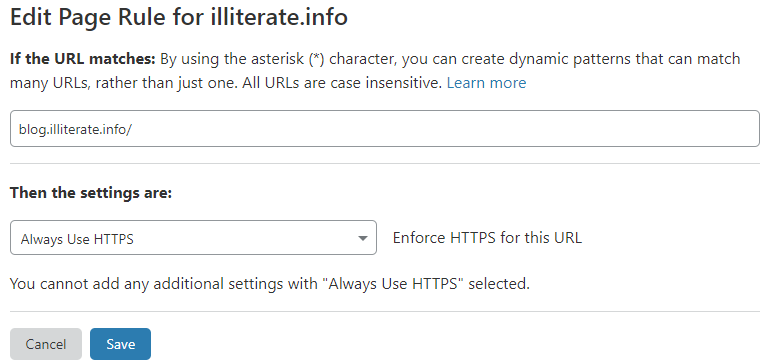 Edit Page Rule for illiterate.info
If the URL matches: By using the asterisk (*) character, you can create dynamic patterns that can match
many URLs, rather than just one. All URLs are case insensitive. Learn more
blog.illiterate.info/
Then the settings are:
Always Use HTTPS
Enforce HTTPS for this URL
You cannot add any additional settings with "Always Use HTTPS" selected.
Cancel
Save